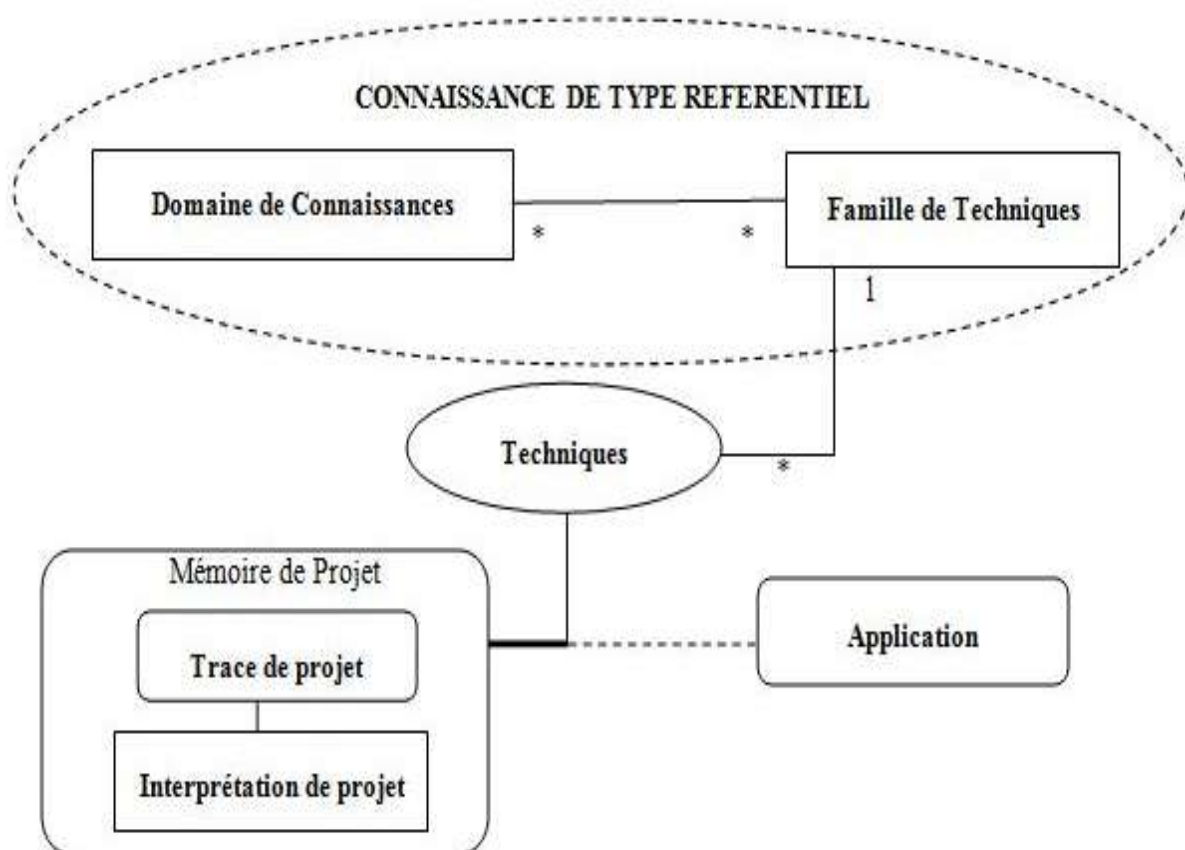 CONNAISSANCE DE TYPE REFERENTIEL
Domaine de Connaissances
Famille de Techniques
*
*
1
Techniques
*
Mémoire de Projet
Trace de projet
Application
Interprétation de projet